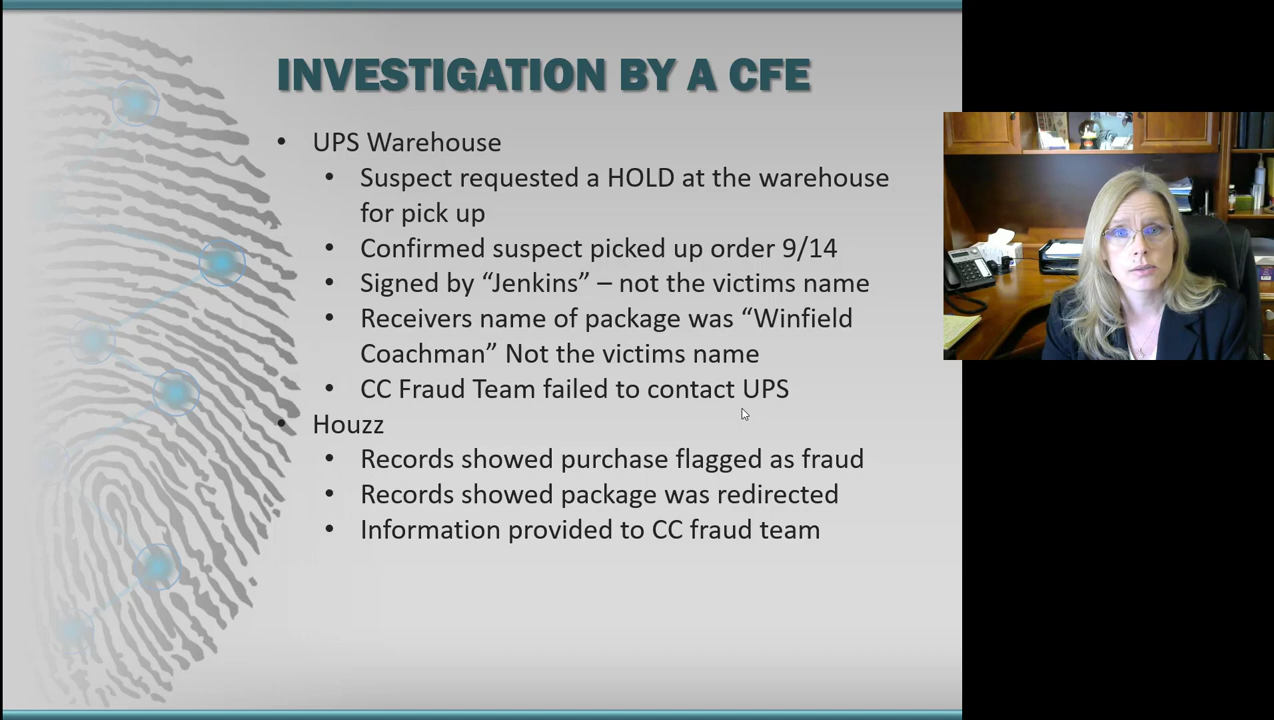 INVESTIGATION BY A CFE
• UPS Warehouse
• Suspect requested a HOLD at the warehouse
for pick up
• Confirmed suspect picked up order 9/14
• Signed by “Jenkins” – not the victims name
• Receivers name of package was “Winfield
Coachman” Not the victims name
• CC Fraud Team failed to contact UPS
• Houzz
• Records showed purchase flagged as fraud
• Records showed package was redirected
• Information provided to CC fraud team